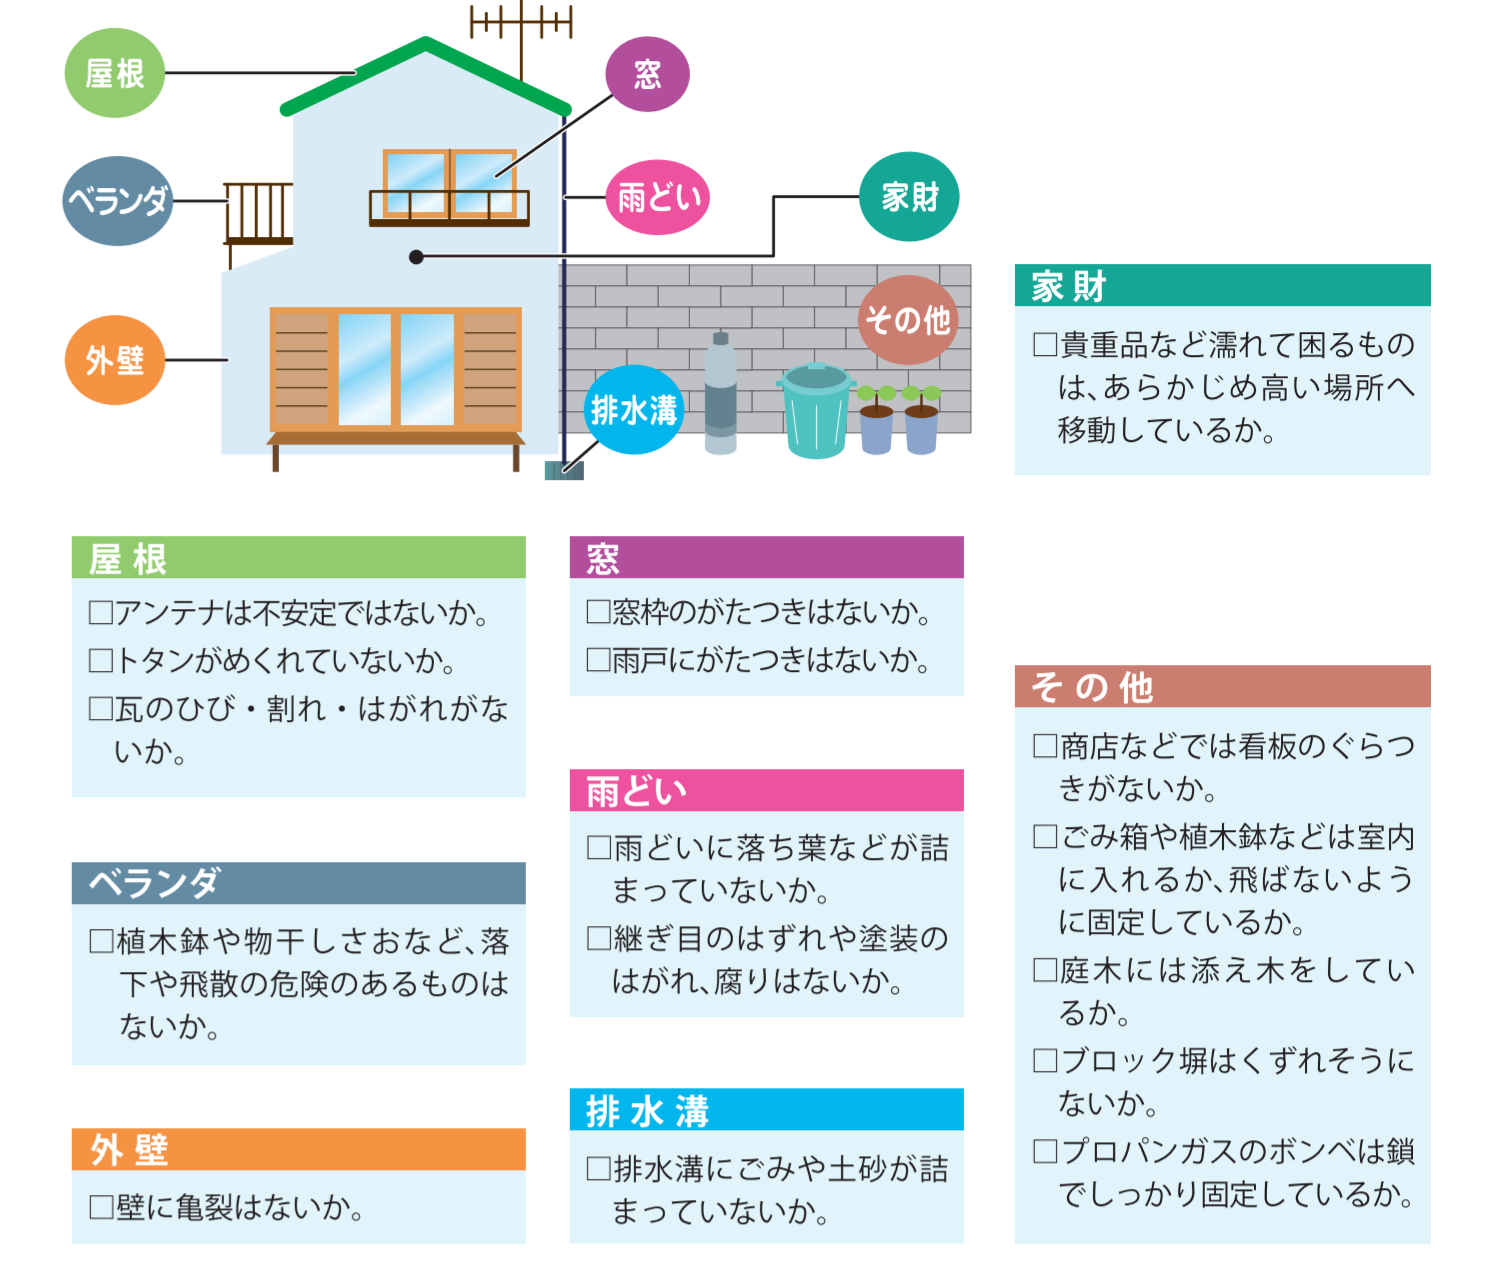 屋根
窓
ベランダ
雨どい
家財
外壁
その他
排水溝
家財
□貴重品など濡れて困るもの
は、あらかじめ高い場所へ
移動しているか。
屋根
□アンテナは不安定ではないか。
□トタンがめくれていないか。
□瓦のひび・割れ・はがれがな
いか。
ベランダ
□植木鉢や物干しさおなど、落
下や飛散の危険のあるものは
ないか。
外壁
□壁に亀裂はないか。
窓
□窓枠のがたつきはないか。
□雨戸にがたつきはないか。
雨どい
□雨どいに落ち葉などが詰
まっていないか。
□継ぎ目のはずれや塗装の
はがれ、腐りはないか。
排水溝
□排水溝にごみや土砂が詰
まっていないか。
その他
□商店などでは看板のぐらつ
きがないか。
□ごみ箱や植木鉢などは室内
に入れるか、飛ばないよう
に固定しているか。
□庭木には添え木をしてい
るか。
□ブロック塀はくずれそうに
ないか。
□プロパンガスのボンベは鎖
でしっかり固定しているか。